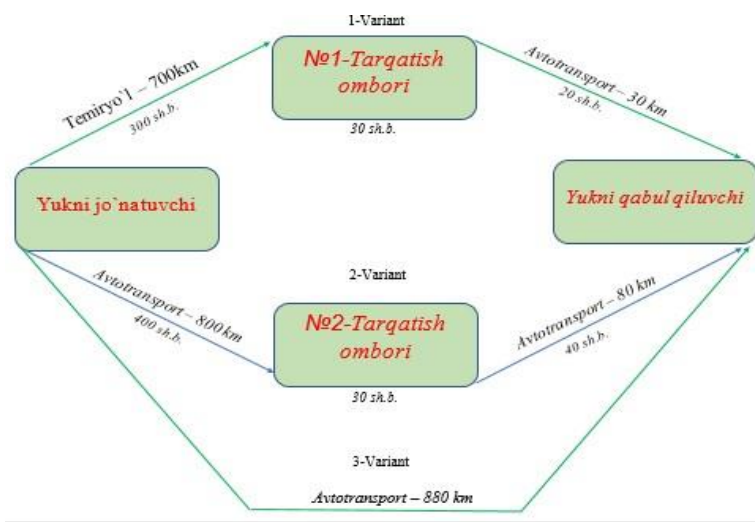 1-Variant
№1-Tarqatish
ombori
30 sh.b.
Temiryo`l – 700km
300 sh.b.
Avtotransport – 30 km
20 sh.b.
Yukni jo`natuvchi
Yukni qabul qiluvchi
2-Variant
Avtotransport – 800 km
400 sh.b.
№2-Tarqatish
ombori
30 sh.b.
Avtotransport – 80 km
40 sh.b.
3-Variant
Avtotransport – 880 km